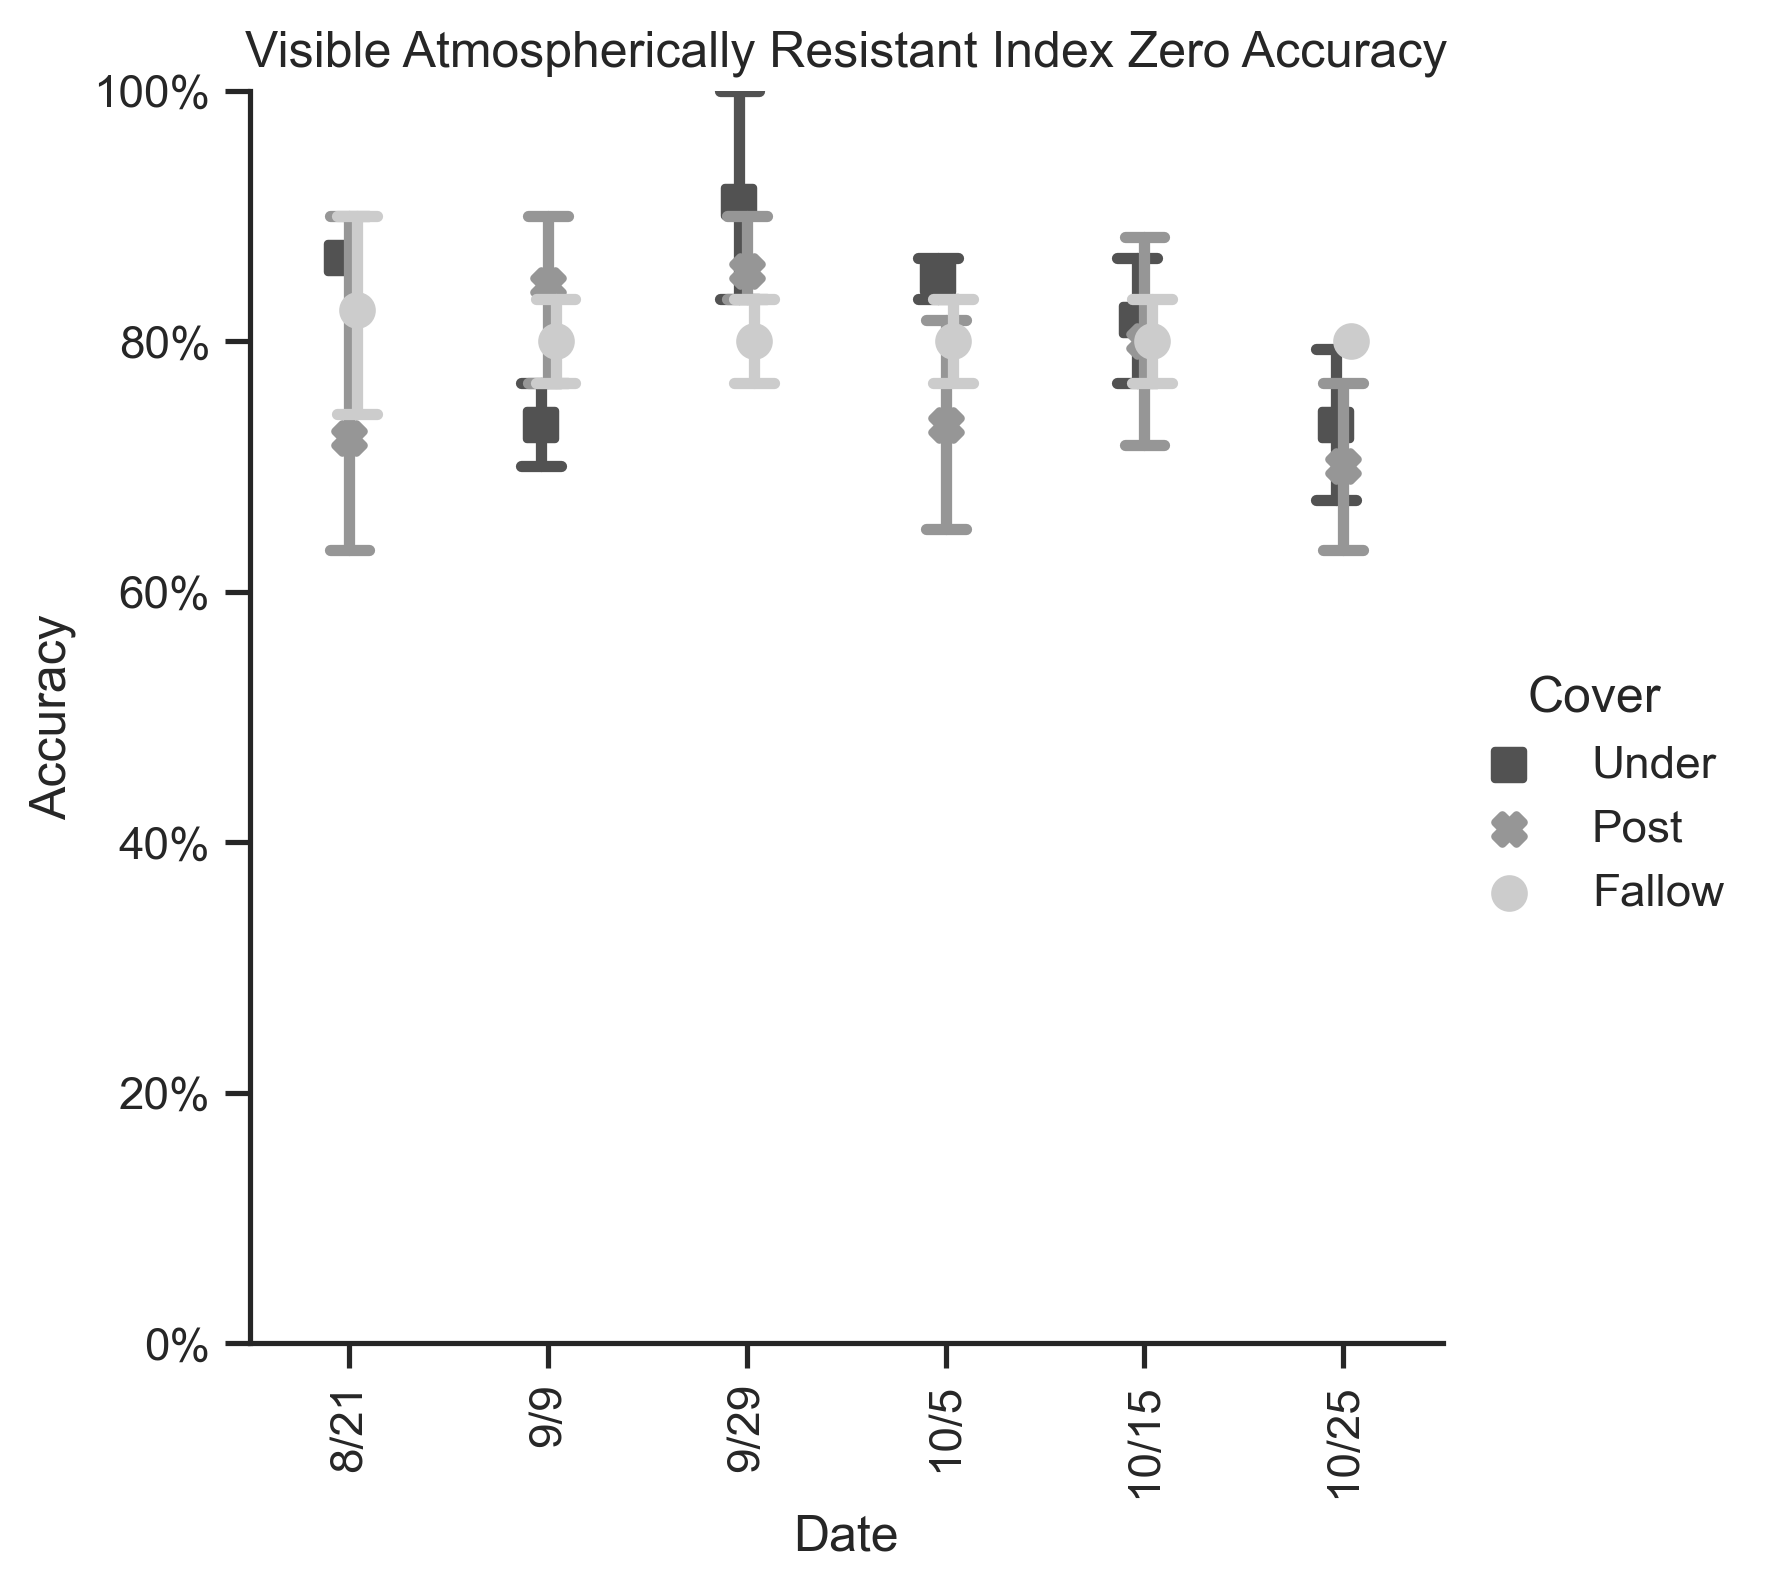 Visible Atmospherically Resistant Index Zero Accuracy
100%
80%
60%
40%
20%
0%
Accuracy
8/21
9/9
9/29
10/5
10/15
10/25
Date
Cover
Under
Post
Fallow